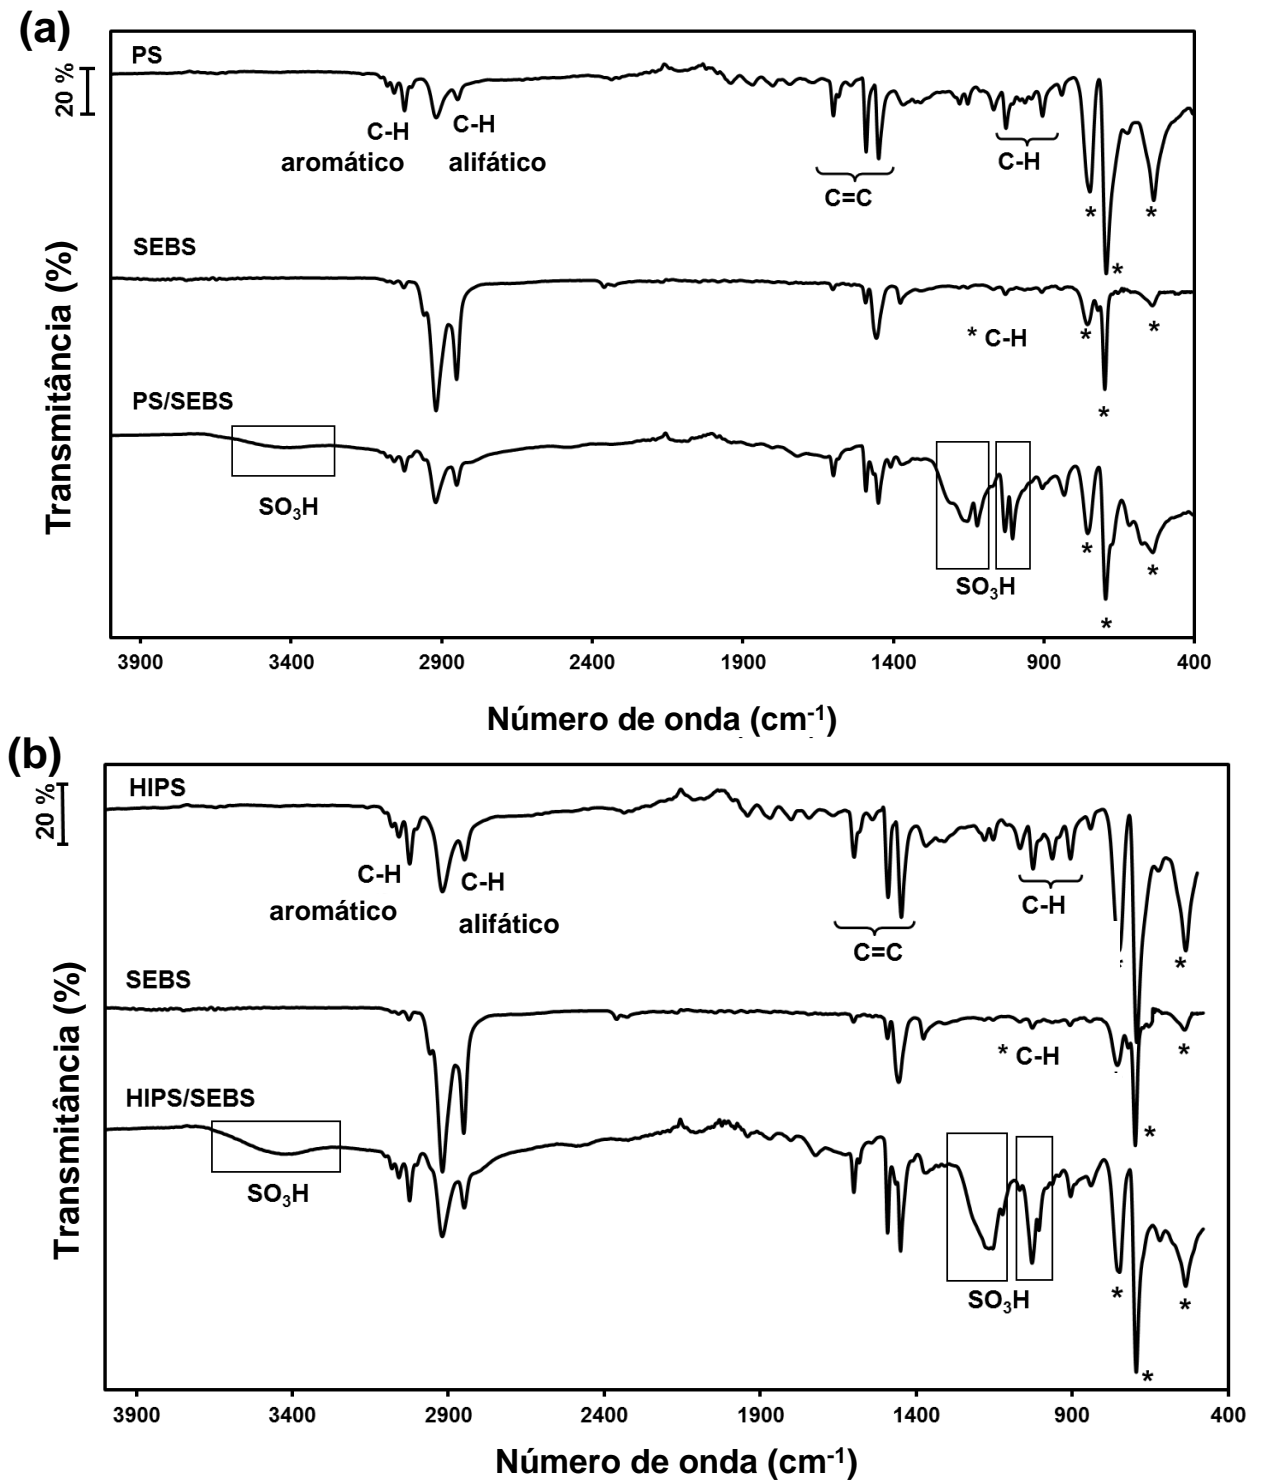 (a)
PS
20 %
C-H
aromático
C-H
alifático
C=C
C-H
*
*
*
SEBS
* C-H
*
*
*
PS/SEBS
SO₃H
SO₃H
*
*
*
Transmitância (%)
3900 3400 2900 2400 1900 1400 900 400
Número de onda (cm⁻¹)
(b)
HIPS
20 %
C-H
aromático
C-H
alifático
C=C
C-H
*
SEBS
* C-H
*
*
HIPS/SEBS
SO₃H
SO₃H
*
*
*
Transmitância (%)
3900 3400 2900 2400 1900 1400 900 400
Número de onda (cm⁻¹)